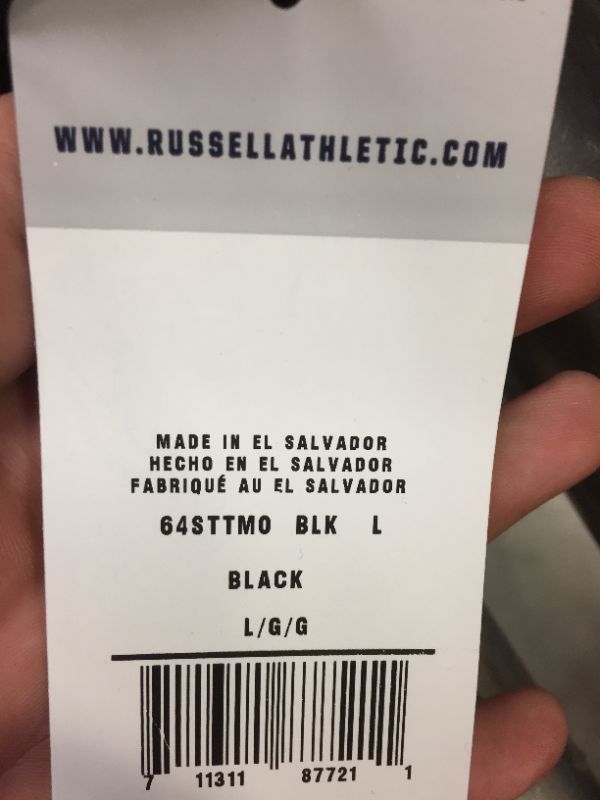 WWW.RUSSELLATHLETIC.COM
MADE IN EL SALVADOR
HECHO EN EL SALVADOR
FABRIQUÉ AU EL SALVADOR
64STTMO BLK L
BLACK
L/G/G
7 11311 87721 1